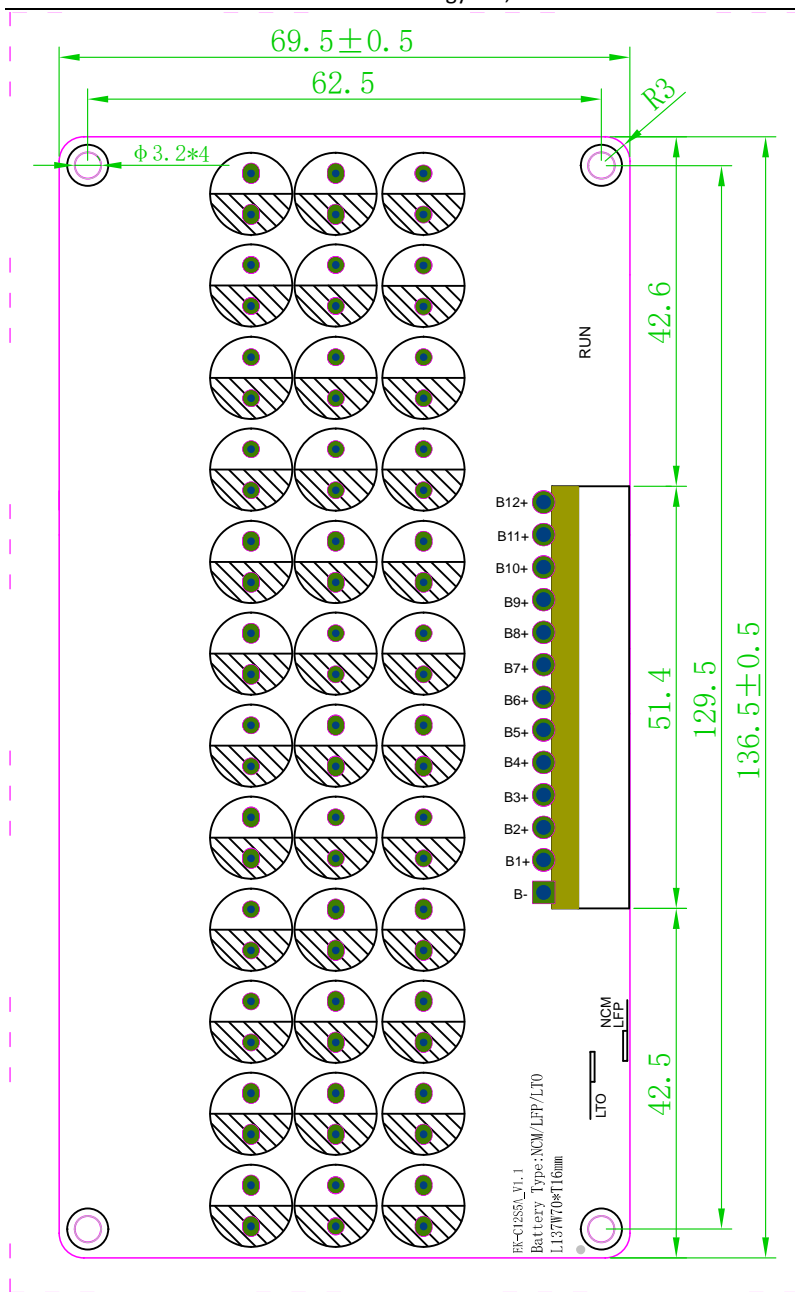 69.5±0.5
62.5
R3
φ3.2*4
42.6
RUN
B12+
B11+
B10+
B9+
B8+
B7+
B6+
B5+
B4+
B3+
B2+
B1+
B-
51.4
129.5
136.5±0.5
NCM
LFP
LTO
42.5
EK-C12S5A_V1.1
Battery Type:NCM/LFP/LTO
L137W70*T16mm